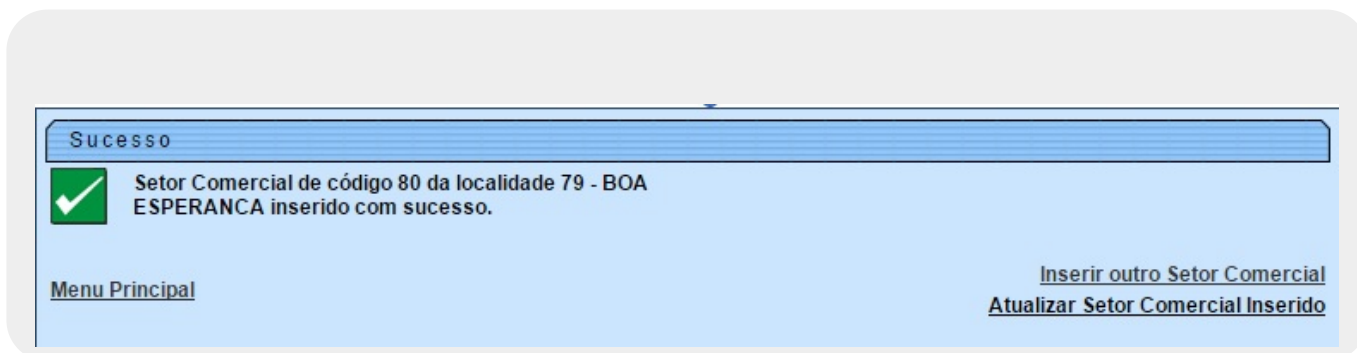 Sucesso
Setor Comercial de código 80 da localidade 79 - BOA
ESPERANCA inserido com sucesso.
Inserir outro Setor Comercial
Menu Principal
Atualizar Setor Comercial Inserido